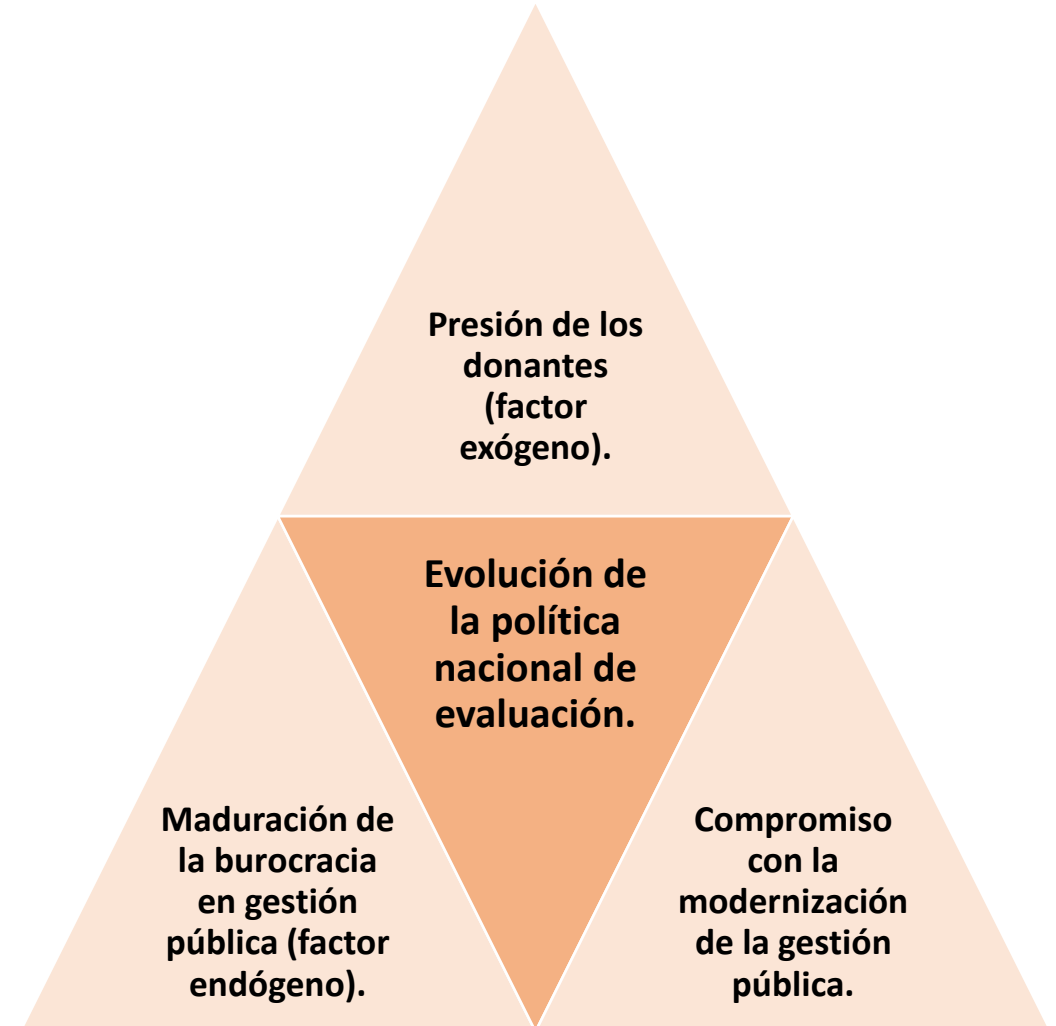 Presión de los
donantes
(factor
exógeno).
Evolución de
la política
nacional de
evaluación.
Maduración de
la burocracia
en gestión
pública (factor
endógeno).
Compromiso
con la
modernización
de la gestión
pública.